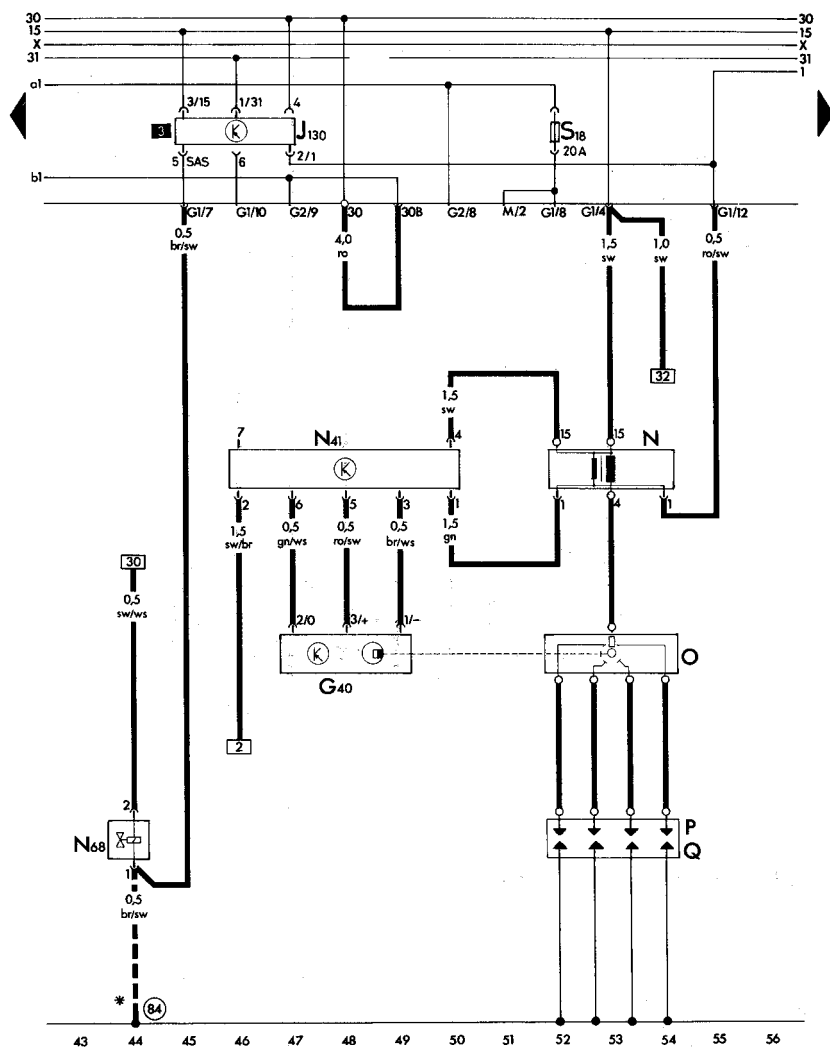 30 30
15 15
X X
31 31
1
a1
3/15 1/31 4
3 J130 S18
5 SAS 6 2/1 20 A
b1
G1/7 G1/10 G2/9 30 30B G2/8 M/2 G1/8 G1/4 G1/12
0,5 4,0 1,5 1,0 0,5
br/sw ro sw sw ro/sw
32
1,5
sw
7 N41 4 15 15 N
2 6 5 3 1 1 4 1
1,5 0,5 0,5 0,5 1,5
sw/br gn/ws ro/sw br/ws gn
30
0,5
sw/ws
2/0 3/+ 1/−
O
G40
2
2
N68 P
Q
1
0,5
br/sw
* 84
43 44 45 46 47 48 49 50 51 52 53 54 55 56